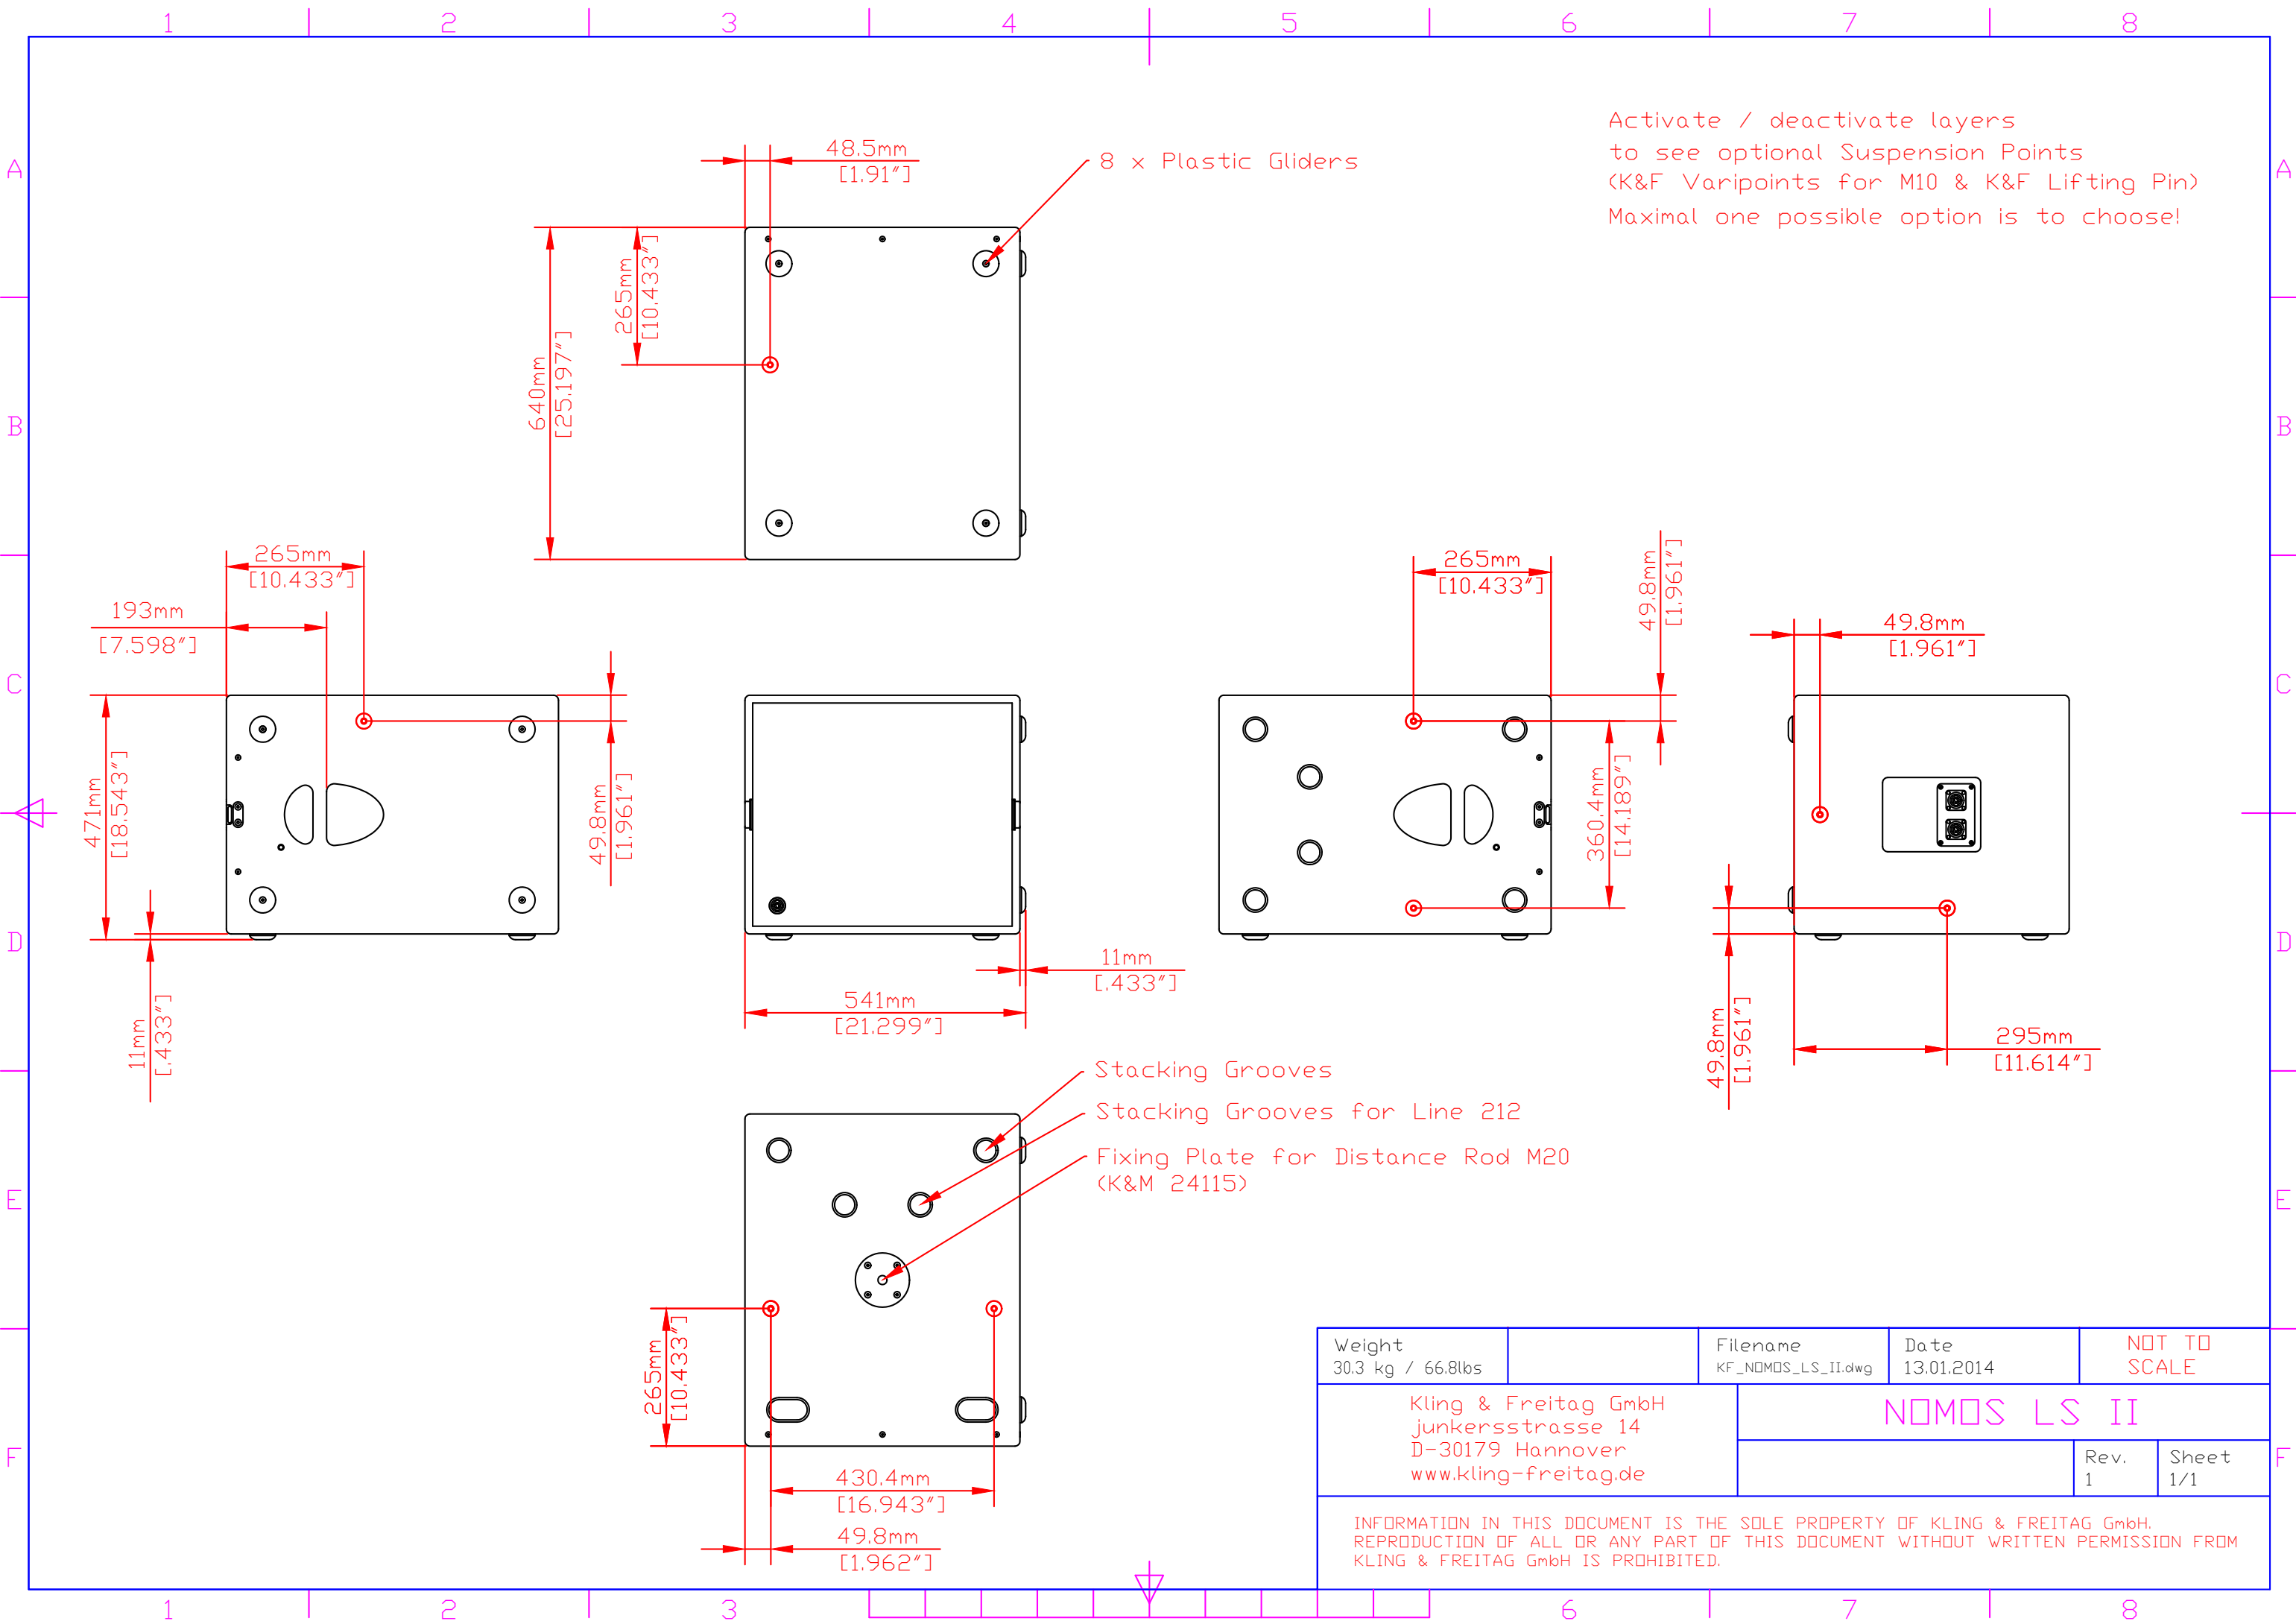 1 2 3 4 5 6 7 8
A A
B B
C C
D D
E E
F F
Activate / deactivate layers
to see optional Suspension Points
(K&F Varipoints for M10 & K&F Lifting Pin)
Maximal one possible option is to choose!
48.5mm
[1.91"]
8 x Plastic Gliders
265mm
[10.433"]
640mm
[25.197"]
265mm
[10.433"]
193mm
[7.598"]
471mm
[18.543"]
49.8mm
[1.961"]
11mm
[.433"]
11mm
[.433"]
541mm
[21.299"]
265mm
[10.433"]
49.8mm
[1.961"]
360.4mm
[14.189"]
49.8mm
[1.961"]
49.8mm
[1.961"]
295mm
[11.614"]
Stacking Grooves
Stacking Grooves for Line 212
Fixing Plate for Distance Rod M20
(K&M 24115)
265mm
[10.433"]
430.4mm
[16.943"]
49.8mm
[1.962"]
Weight
30.3 kg / 66.8lbs
Filename
KF_NOMOS_LS_II.dwg
Date
13.01.2014
NOT TO
SCALE
Kling & Freitag GmbH
junkersstrasse 14
D-30179 Hannover
www.kling-freitag.de
NOMOS LS II
Rev.
1
Sheet
1/1
INFORMATION IN THIS DOCUMENT IS THE SOLE PROPERTY OF KLING & FREITAG GmbH.
REPRODUCTION OF ALL OR ANY PART OF THIS DOCUMENT WITHOUT WRITTEN PERMISSION FROM
KLING & FREITAG GmbH IS PROHIBITED.
1 2 3 6 7 8